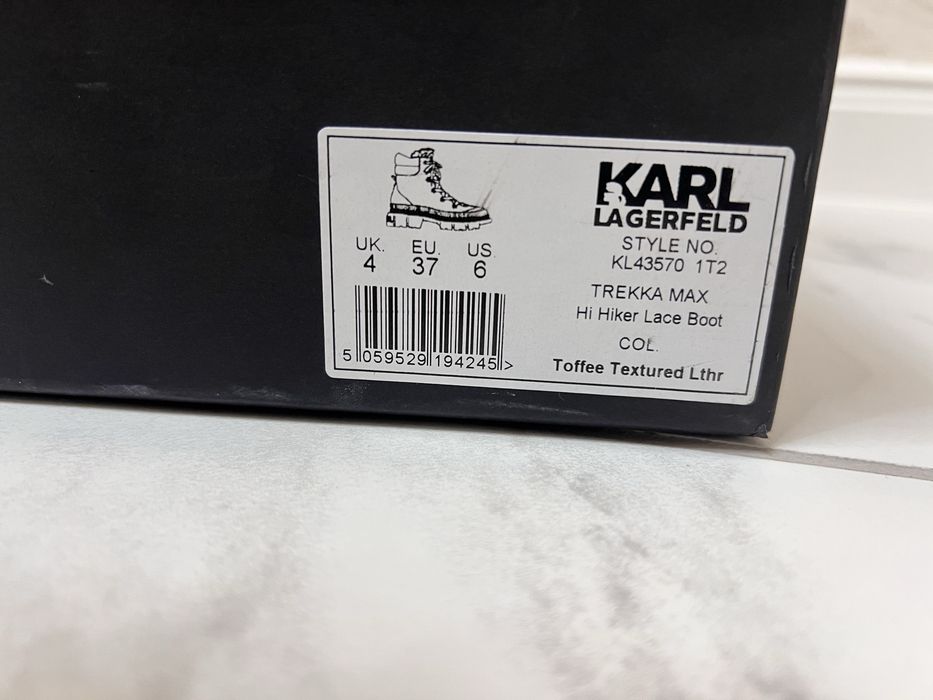 KARL
LAGERFELD
STYLE NO.
KL43570 1T2
TREKKA MAX
Hi Hiker Lace Boot
COL.
Toffee Textured Lthr
UK. EU. US.
4 37 6
5 059529 194245 >